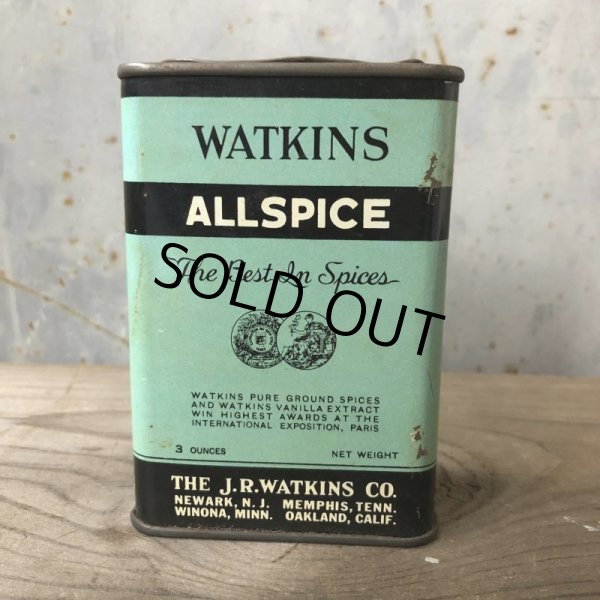 WATKINS
ALLSPICE
The Best In Spices
SOLD OUT
WATKINS PURE GROUND SPICES
AND WATKINS VANILLA EXTRACT
WIN HIGHEST AWARDS AT THE
INTERNATIONAL EXPOSITION, PARIS
3 OUNCES NET WEIGHT
THE J.R.WATKINS CO.
NEWARK, N.J. MEMPHIS, TENN.
WINONA, MINN. OAKLAND, CALIF.